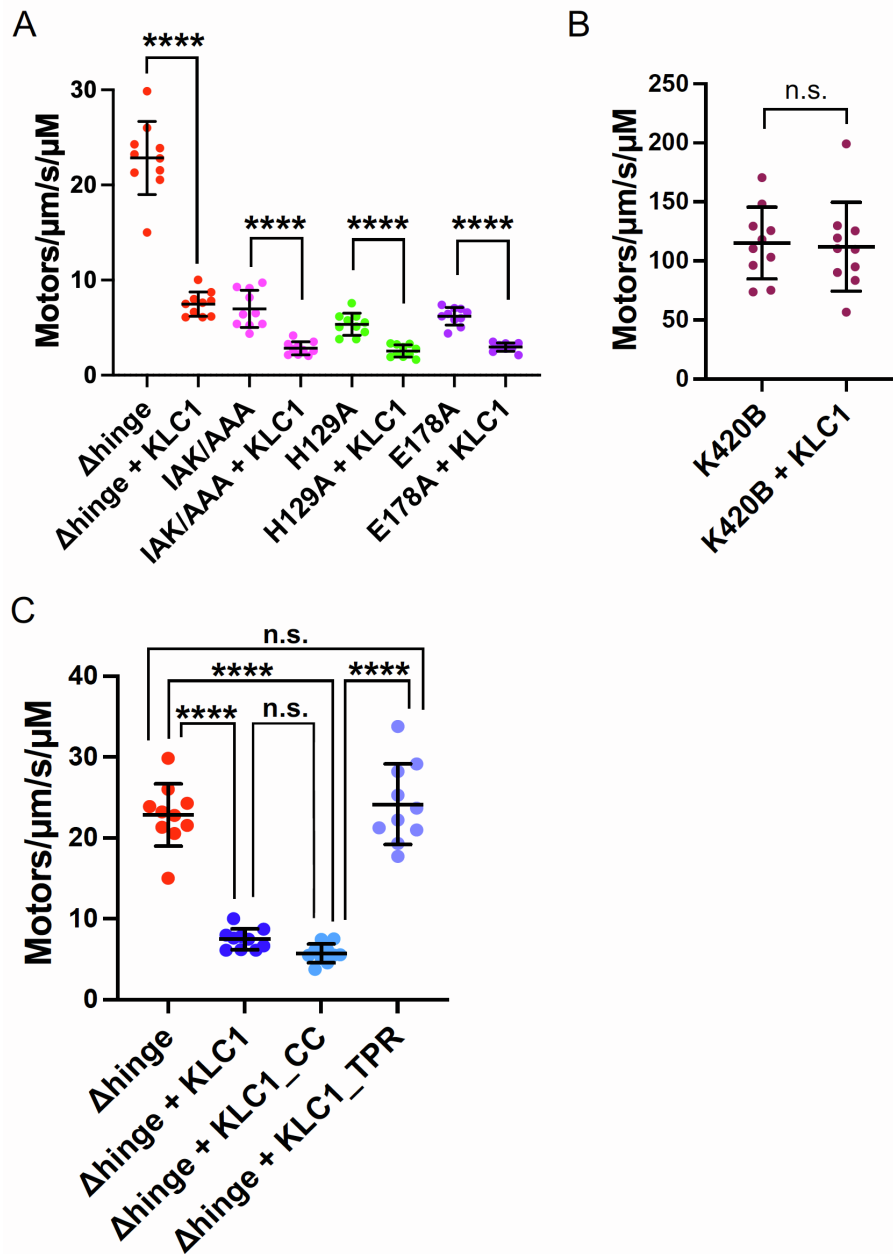 A
****
30
20
10
0
Motors/μm/s/μM
****
****
****
Δhinge
Δhinge + KLC1
IAK/AAA
IAK/AAA + KLC1
H129A
H129A + KLC1
E178A
E178A + KLC1
B
250
200
150
100
50
0
Motors/μm/s/μM
n.s.
K420B
K420B + KLC1
C
n.s.
****
****
****
n.s.
40
30
20
10
0
Motors/μm/s/μM
Δhinge
Δhinge + KLC1
Δhinge + KLC1_CC
Δhinge + KLC1_TPR